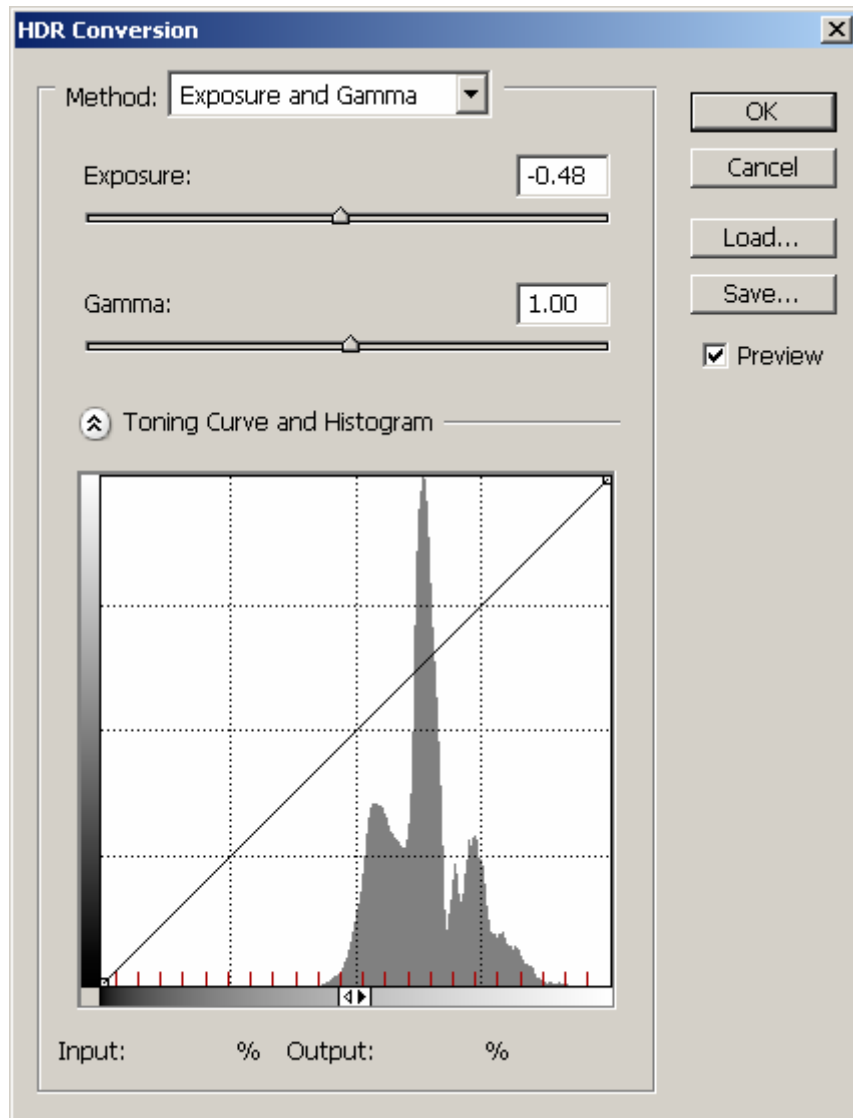 HDR Conversion
Method: Exposure and Gamma
OK
Cancel
Load...
Save...
Preview
Exposure: -0.48
Gamma: 1.00
Toning Curve and Histogram
Input: % Output: %